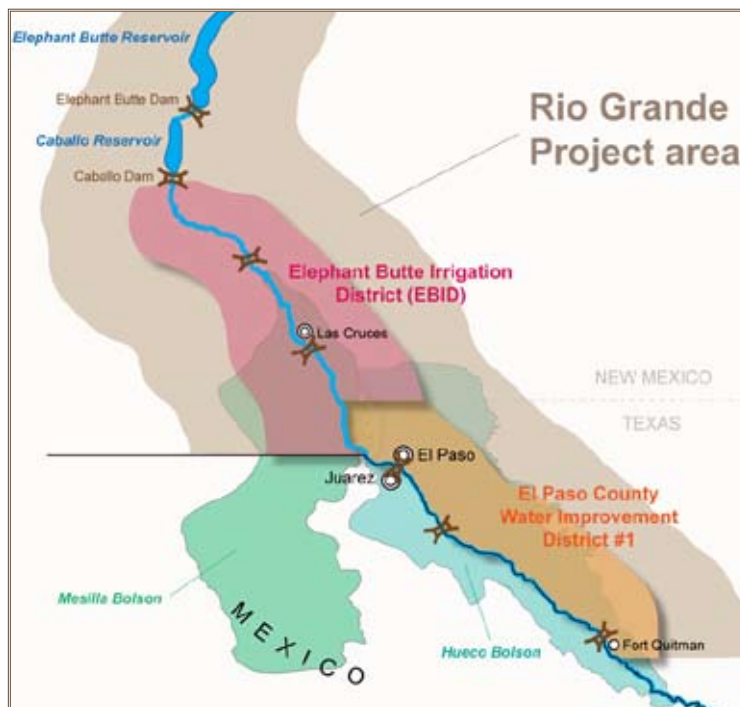 Elephant Butte Reservoir
Elephant Butte Dam
Caballo Reservoir
Caballo Dam
Rio Grande
Project area
Elephant Butte Irrigation
District (EBID)
Las Cruces
NEW MEXICO
TEXAS
El Paso
Juarez
El Paso County
Water Improvement
District #1
Mesilla Bolson
MEXICO
Hueco Bolson
Fort Quitman